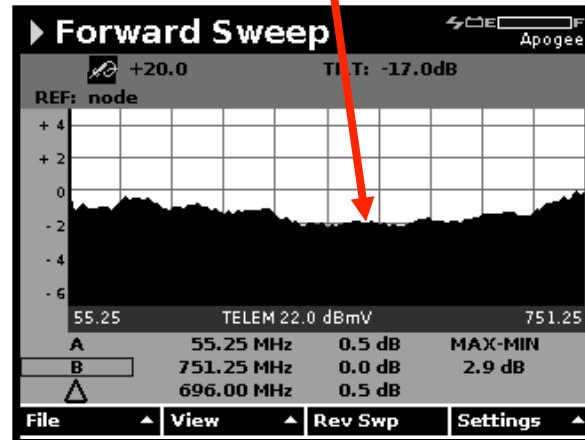 Forward Sweep
E F
Apogee
+20.0 TILT: -17.0dB
REF: node
+ 4
+ 2
0
- 2
- 4
- 6
55.25 TELEM 22.0 dBmV 751.25
A 55.25 MHz 0.5 dB MAX-MIN
B 751.25 MHz 0.0 dB 2.9 dB
△ 696.00 MHz 0.5 dB
File View Rev Swp Settings